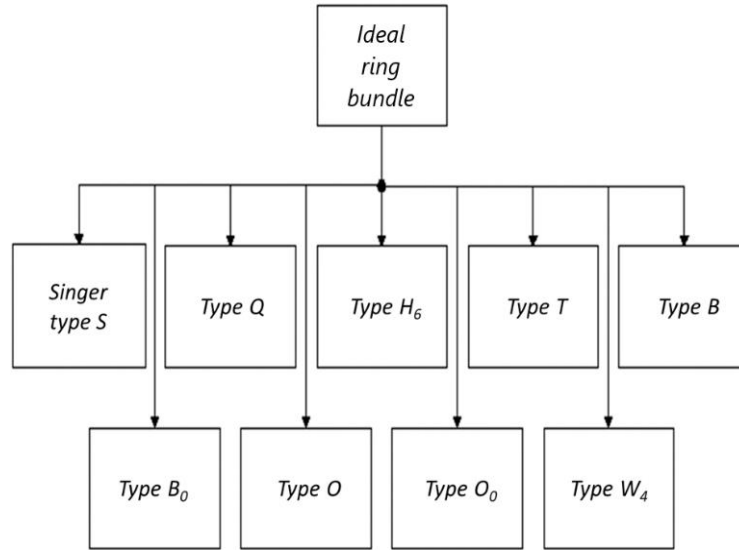 Ideal
ring
bundle
Singer
type S
Type Q
Type H₆
Type T
Type B
Type B₀
Type O
Type O₀
Type W₄